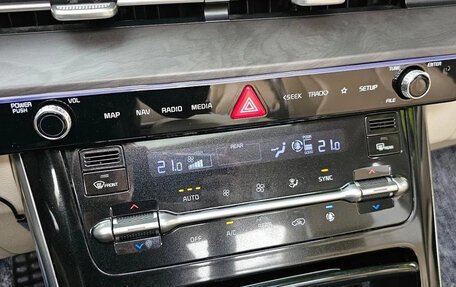 POWER PUSH VOL
TUNE ENTER
FILE
MAP NAV RADIO MEDIA <SEEK TRACK> ☆ SETUP
REAR
21.0 21.0
FRONT REAR
AUTO SYNC
OFF A/C